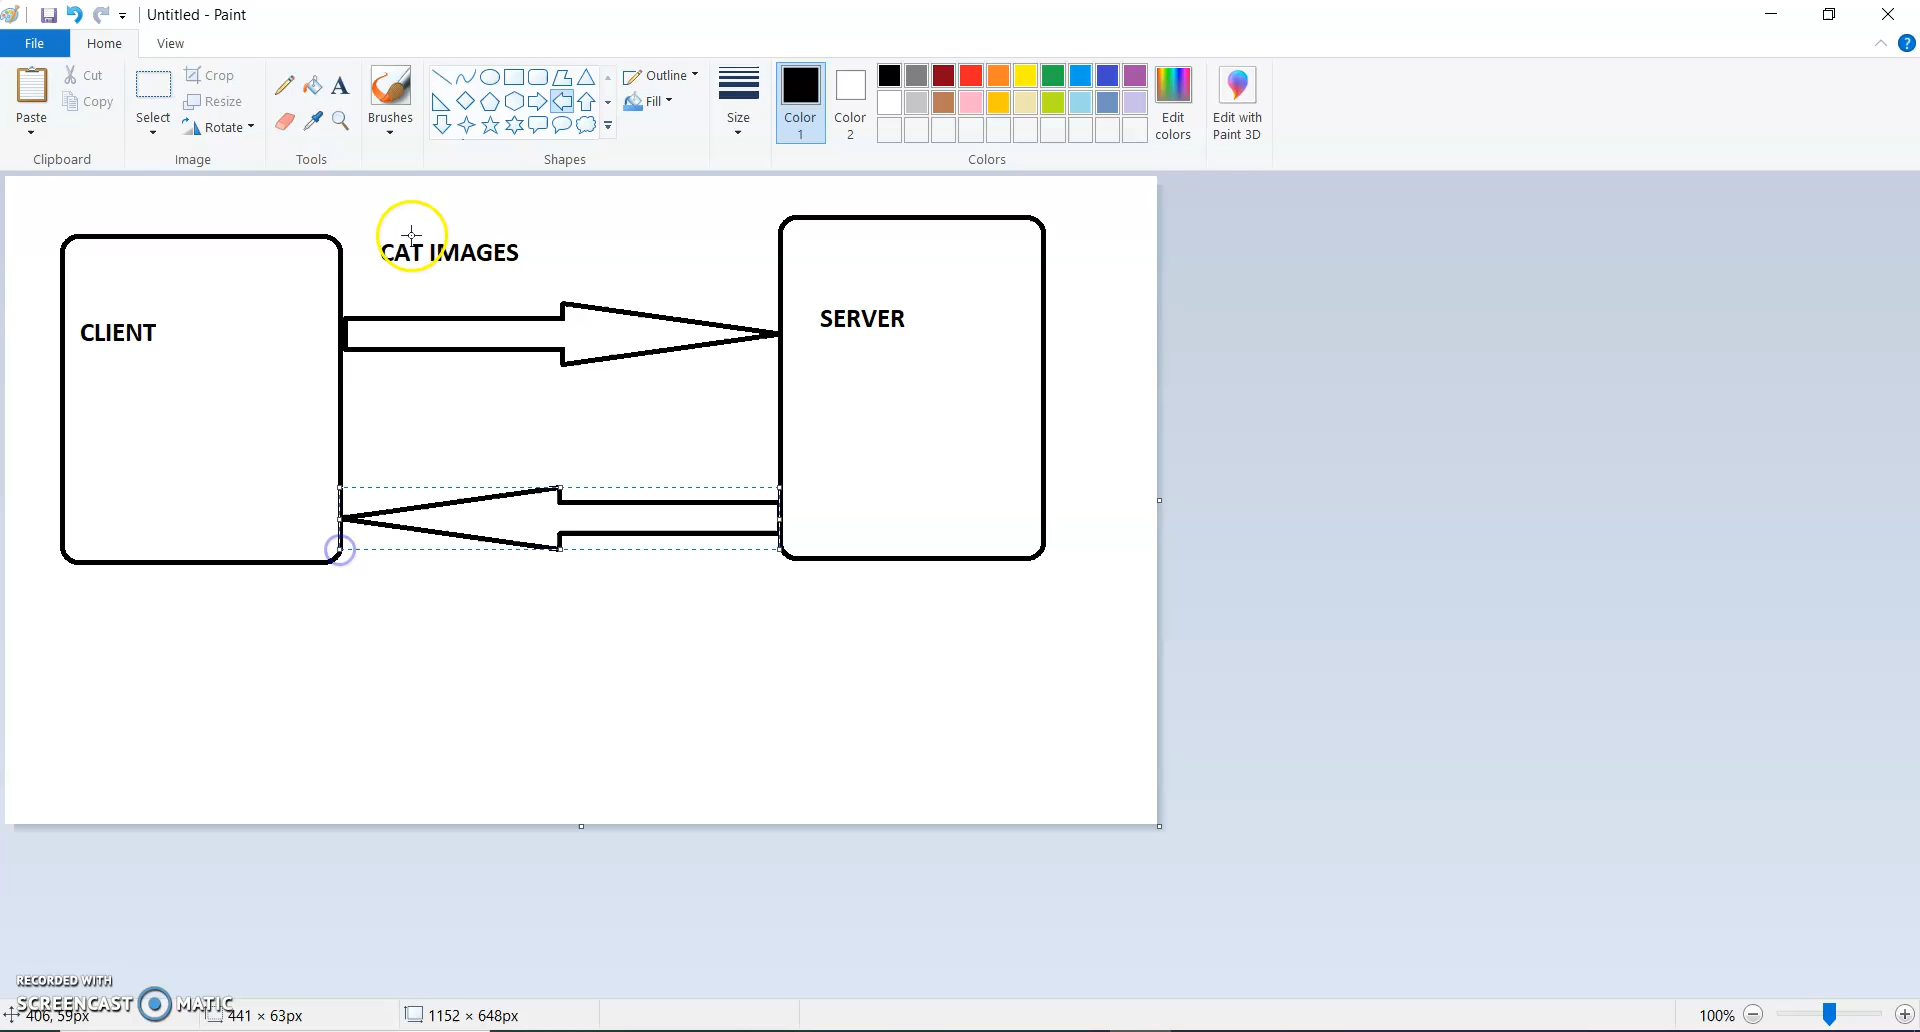 Untitled - Paint
File Home View
Paste
Cut
Copy
Clipboard
Select
Crop
Resize
Rotate
Image
Tools
Brushes
Shapes
Outline
Fill
Size
Color 1
Color 2
Colors
Edit colors
Edit with Paint 3D
CAT IMAGES
CLIENT
SERVER
RECORDED WITH
SCREENCAST MATIC
406, 59px 441 × 63px 1152 × 648px 100%